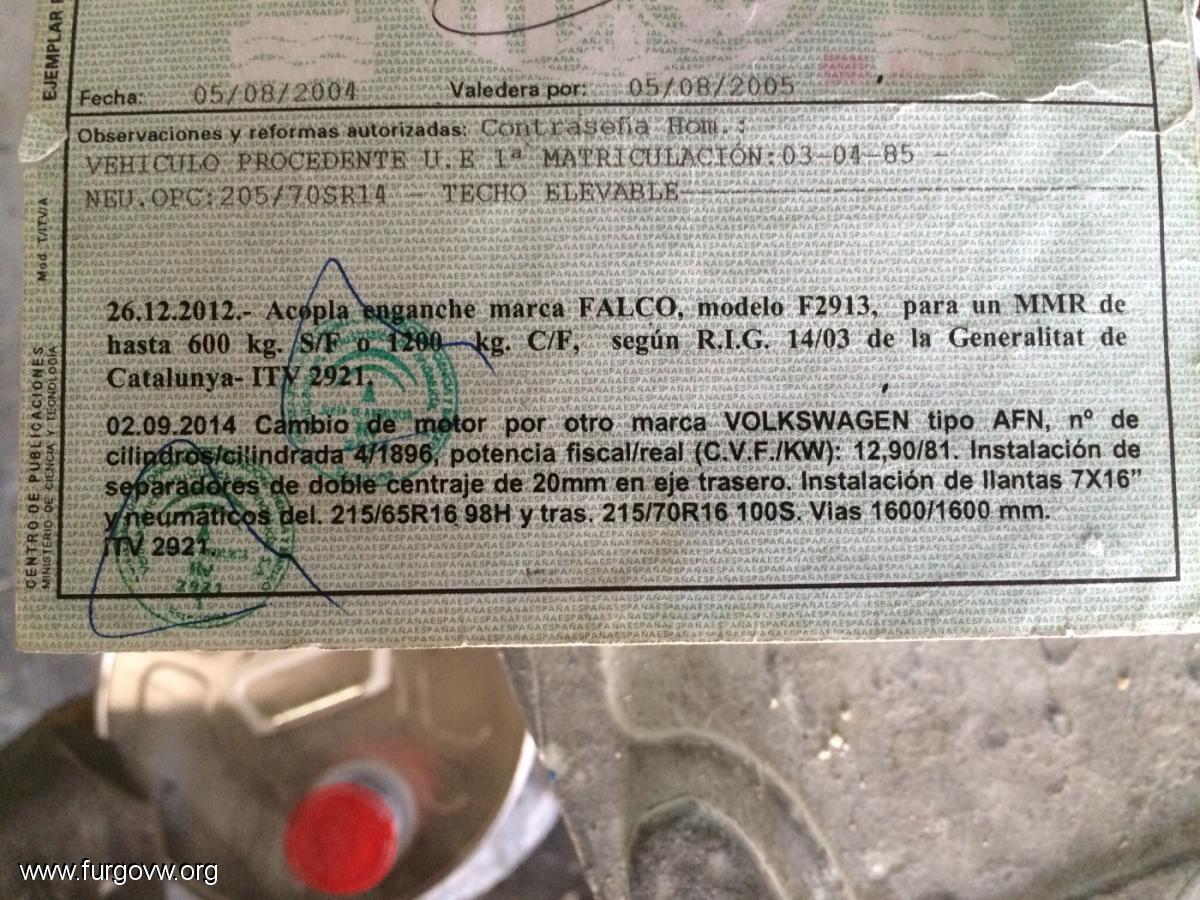 Fecha: 05/08/2004 Valedera por: 05/08/2005
Observaciones y reformas autorizadas: Contraseña Hom.:
VEHICULO PROCEDENTE U.E 1ª MATRICULACIÓN:03-04-85 -
NEU.OPC:205/70SR14 - TECHO ELEVABLE
26.12.2012.- Acopla enganche marca FALCO, modelo F2913, para un MMR de
hasta 600 kg. S/F o 1200 kg. C/F, según R.I.G. 14/03 de la Generalitat de
Catalunya- ITV 2921.
02.09.2014 Cambio de motor por otro marca VOLKSWAGEN tipo AFN, nº de
cilindros/cilindrada 4/1896, potencia fiscal/real (C.V.F./KW): 12,90/81. Instalación de
separadores de doble centraje de 20mm en eje trasero. Instalación de llantas 7X16”
y neumáticos del. 215/65R16 98H y tras. 215/70R16 100S. Vias 1600/1600 mm.
ITV 2921.
ITV
2921
EJEMPLAR
Mod. T/ITV/A
CENTRO DE PUBLICACIONES
MINISTERIO DE CIENCIA Y TECNOLOGÍA
www.furgovw.org